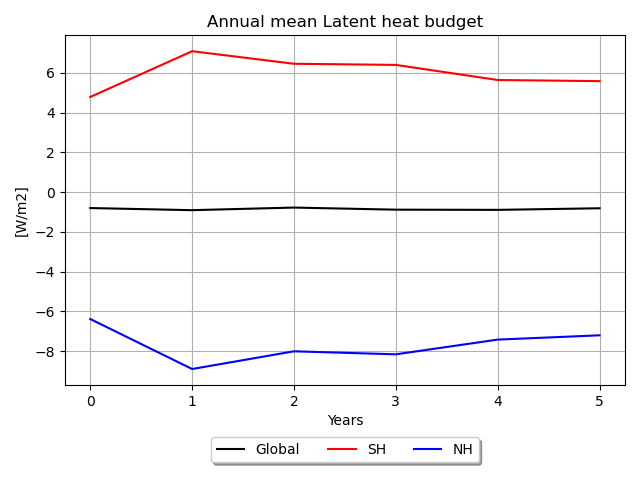 Annual mean Latent heat budget
6
4
2
0
−2
−4
−6
−8
[W/m2]
0 1 2 3 4 5
Years
Global SH NH